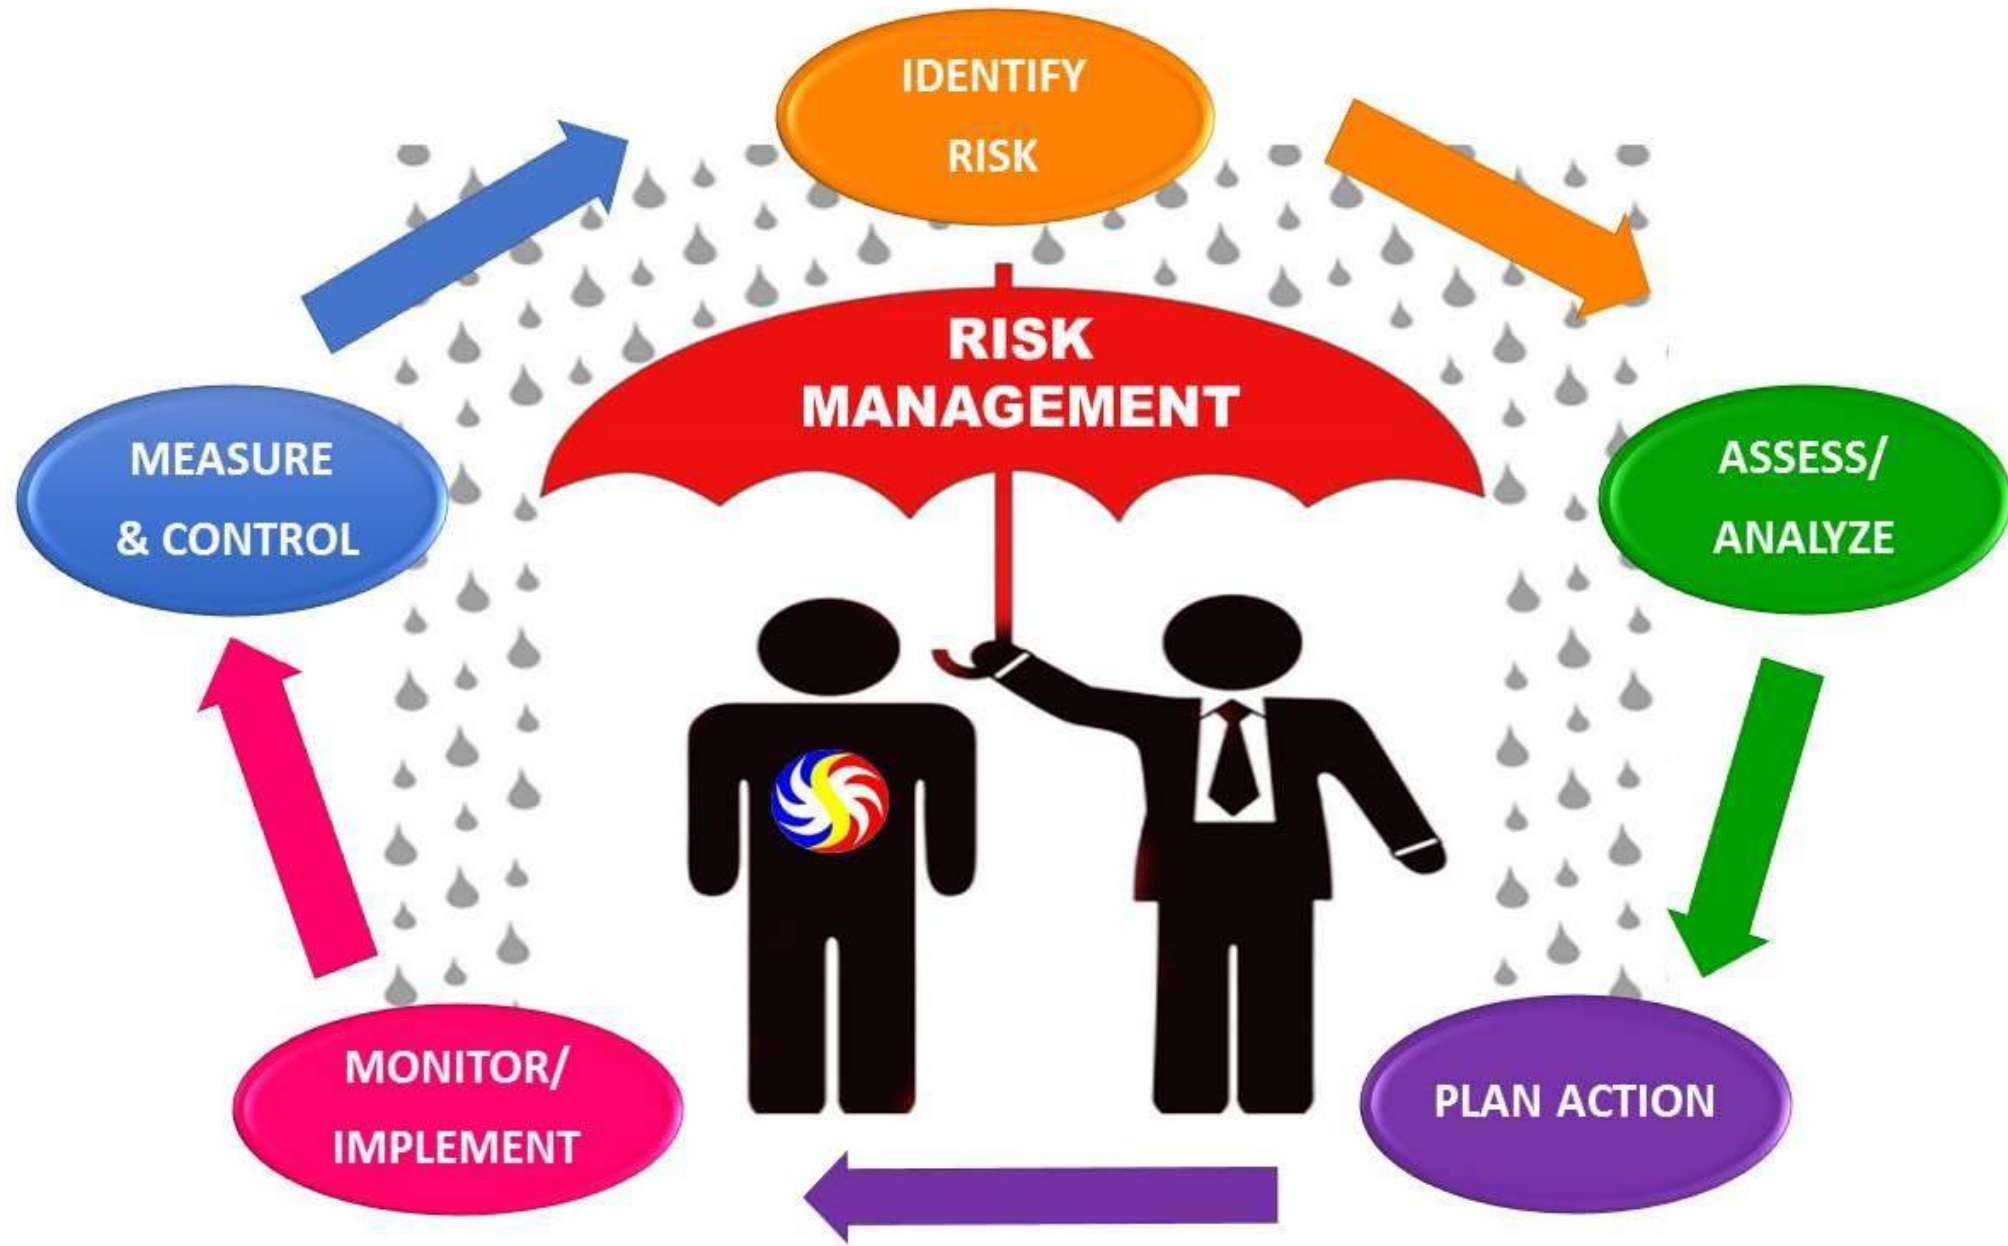 IDENTIFY
RISK
RISK
MANAGEMENT
MEASURE
& CONTROL
ASSESS/
ANALYZE
MONITOR/
IMPLEMENT
PLAN ACTION